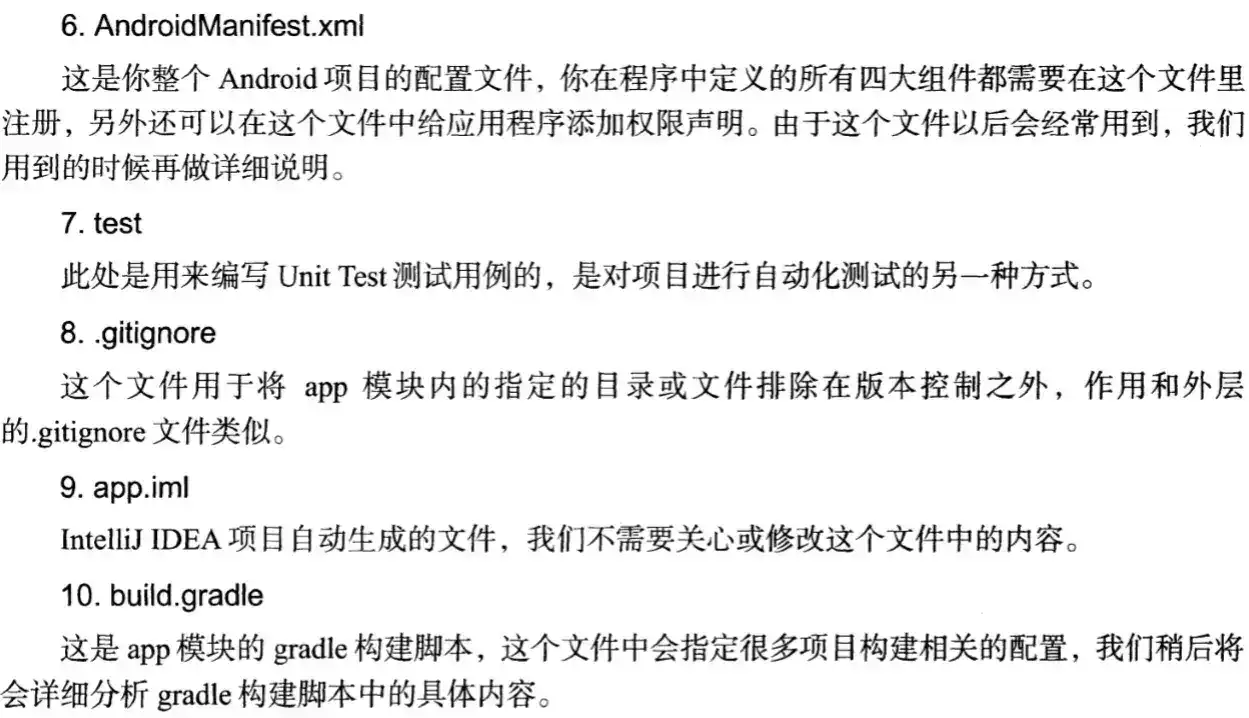 6. AndroidManifest.xml
这是你整个 Android 项目的配置文件，你在程序中定义的所有四大组件都需要在这个文件里
注册，另外还可以在这个文件中给应用程序添加权限声明。由于这个文件以后会经常用到，我们
用到的时候再做详细说明。
7. test
此处是用来编写 Unit Test 测试用例的，是对项目进行自动化测试的另一种方式。
8. .gitignore
这个文件用于将 app 模块内的指定的目录或文件排除在版本控制之外，作用和外层
的.gitignore 文件类似。
9. app.iml
IntelliJ IDEA 项目自动生成的文件，我们不需要关心或修改这个文件中的内容。
10. build.gradle
这是 app 模块的 gradle 构建脚本，这个文件中会指定很多项目构建相关的配置，我们稍后将
会详细分析 gradle 构建脚本中的具体内容。